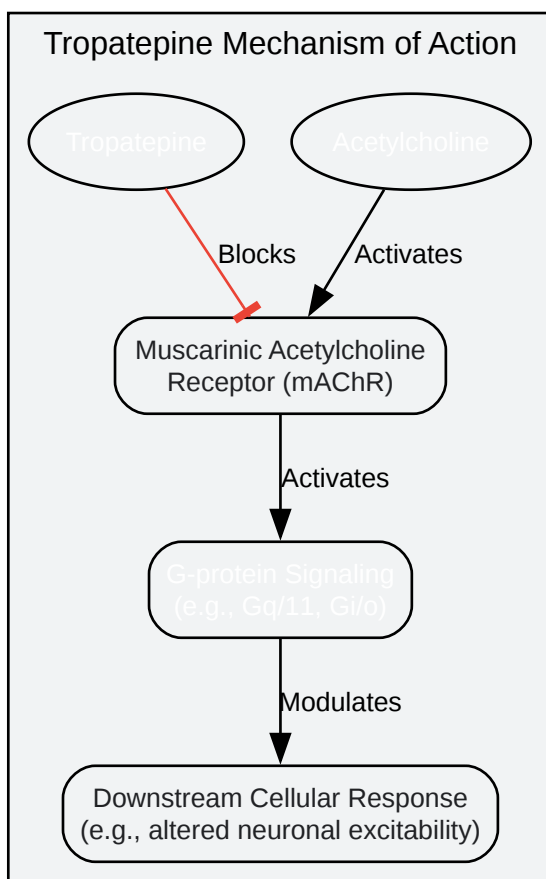 Tropatepine Mechanism of Action
Tropatepine
Acetylcholine
Blocks
Activates
Muscarinic Acetylcholine
Receptor (mAChR)
Activates
G-protein Signaling
(e.g., Gq/11, Gi/o)
Modulates
Downstream Cellular Response
(e.g., altered neuronal excitability)